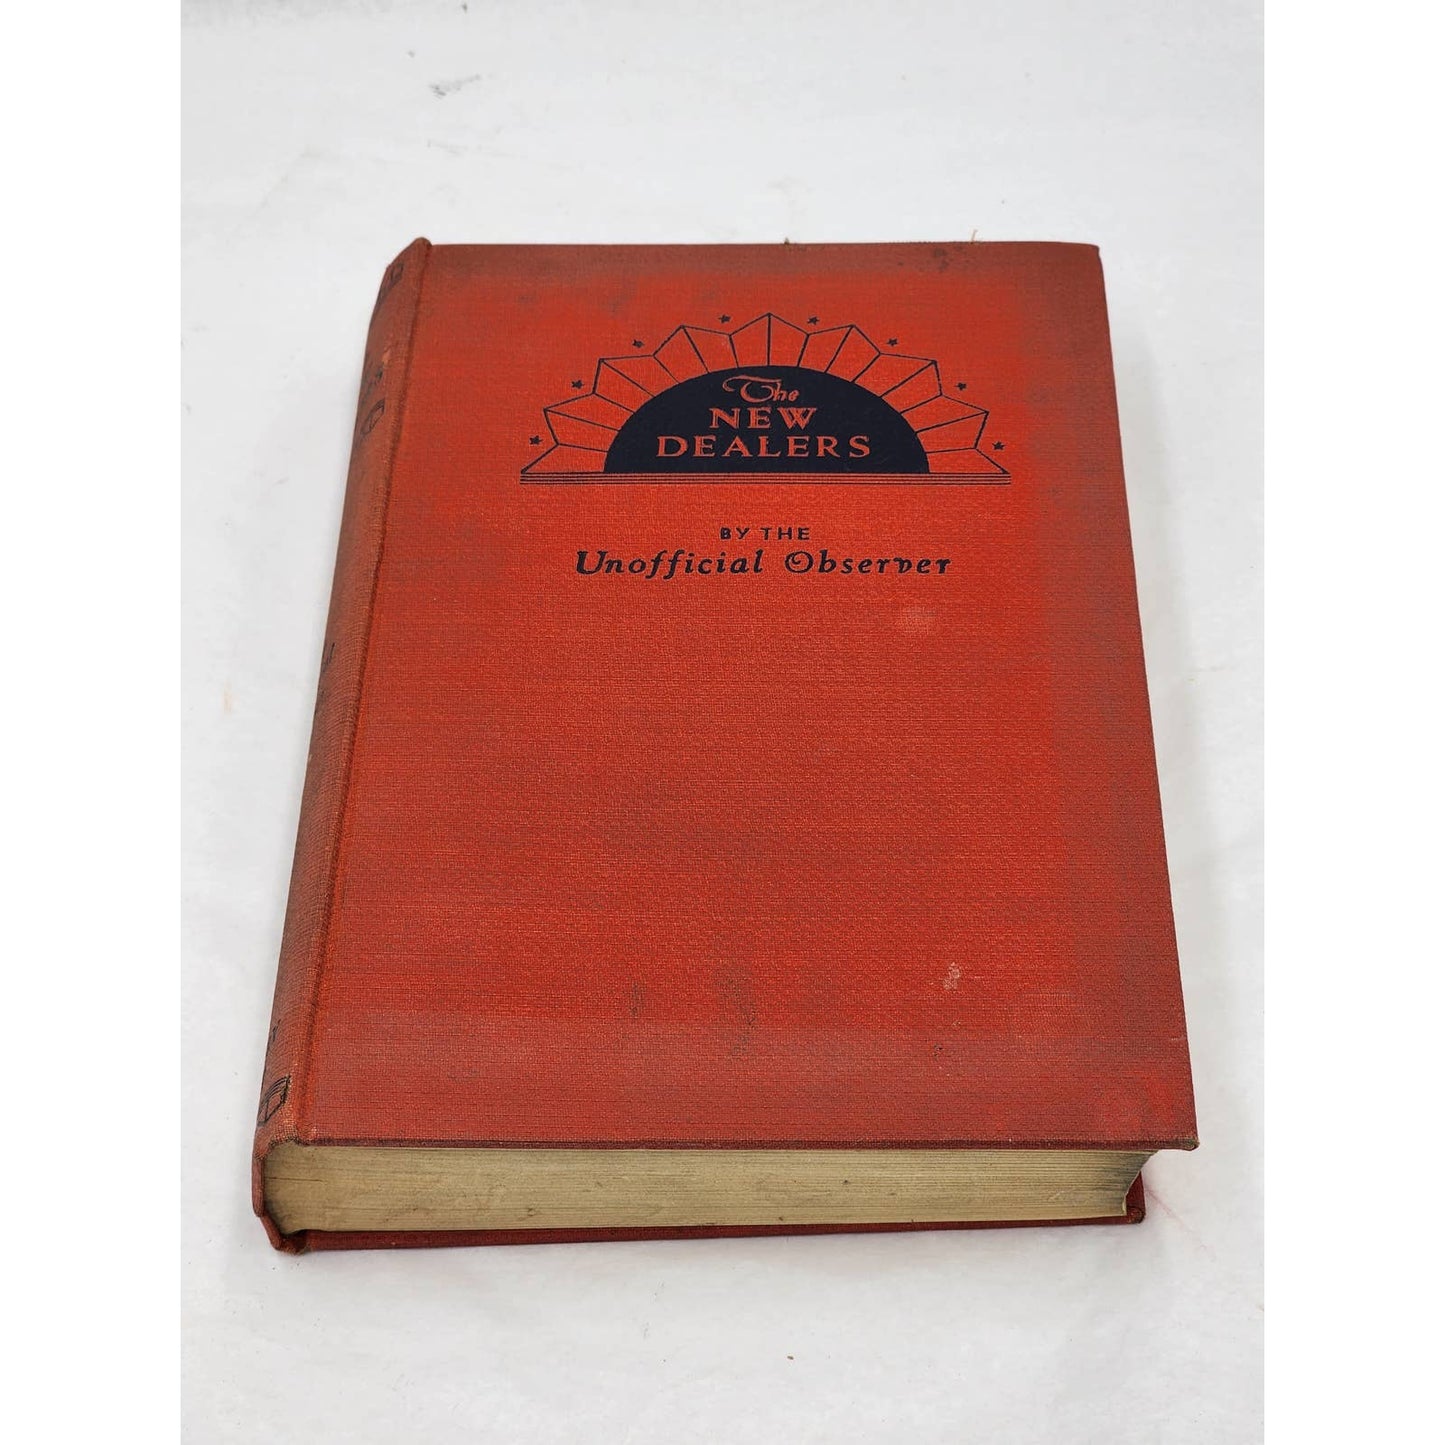 The
NEW
DEALERS
BY THE
Unofficial Observer